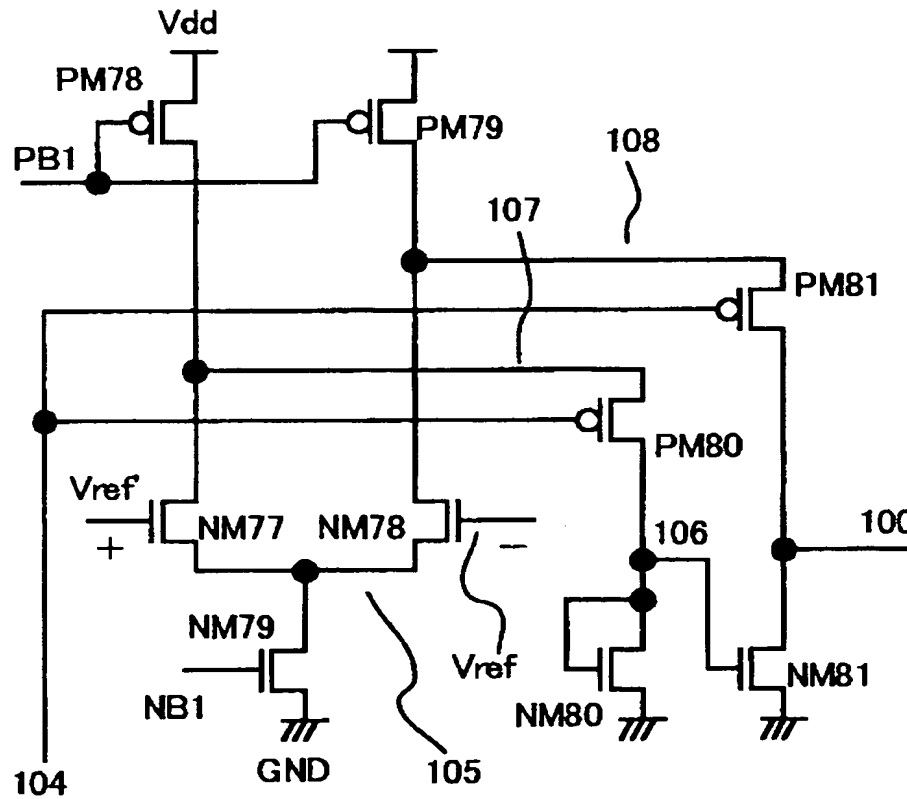 Vdd
PM78
PM79
PB1
108
107
PM81
PM80
Vref'
+
NM77
NM78
−
106
100
NM79
Vref
NB1
NM80
NM81
GND
105
104